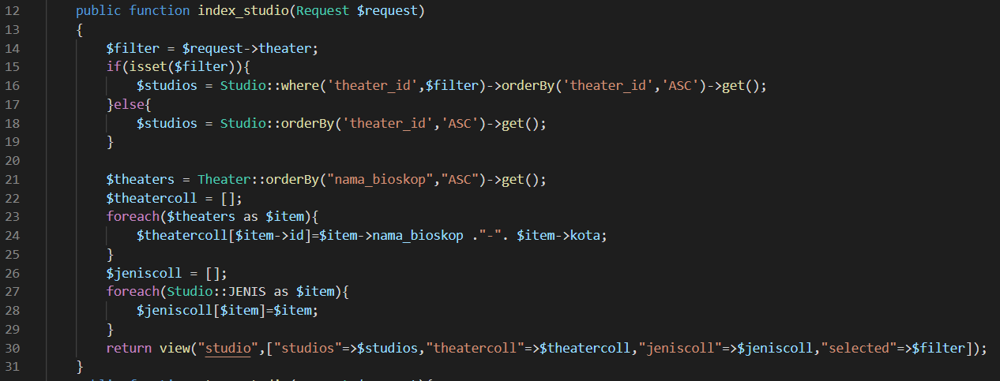 12 public function index_studio(Request $request)
13 {
14 $filter = $request->theater;
15 if(isset($filter)){
16 $studios = Studio::where('theater_id',$filter)->orderBy('theater_id','ASC')->get();
17 }else{
18 $studios = Studio::orderBy('theater_id','ASC')->get();
19 }
20
21 $theaters = Theater::orderBy("nama_bioskop","ASC")->get();
22 $theatercoll = [];
23 foreach($theaters as $item){
24 $theatercoll[$item->id]=$item->nama_bioskop ."-". $item->kota;
25 }
26 $jeniscoll = [];
27 foreach(Studio::JENIS as $item){
28 $jeniscoll[$item]=$item;
29 }
30 return view("studio",["studios"=>$studios,"theatercoll"=>$theatercoll,"jeniscoll"=>$jeniscoll,"selected"=>$filter]);
31 }